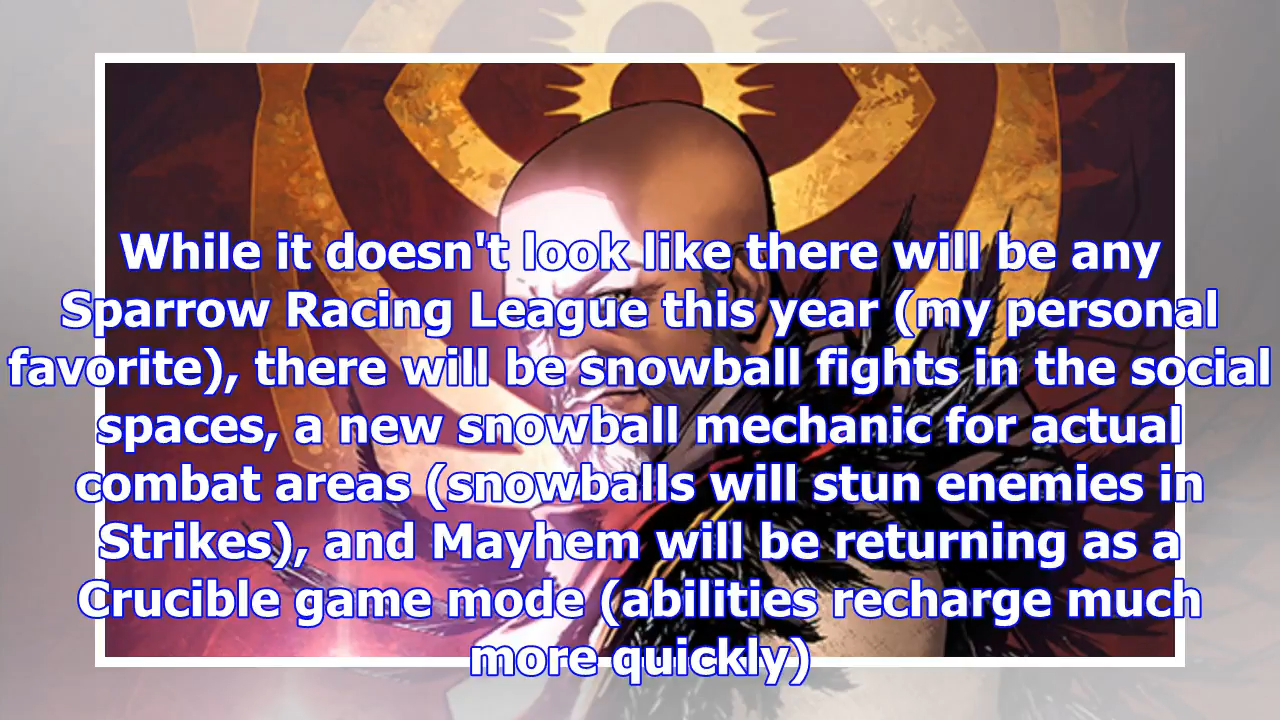 While it doesn't look like there will be any
Sparrow Racing League this year (my personal
favorite), there will be snowball fights in the social
spaces, a new snowball mechanic for actual
combat areas (snowballs will stun enemies in
Strikes), and Mayhem will be returning as a
Crucible game mode (abilities recharge much
more quickly)